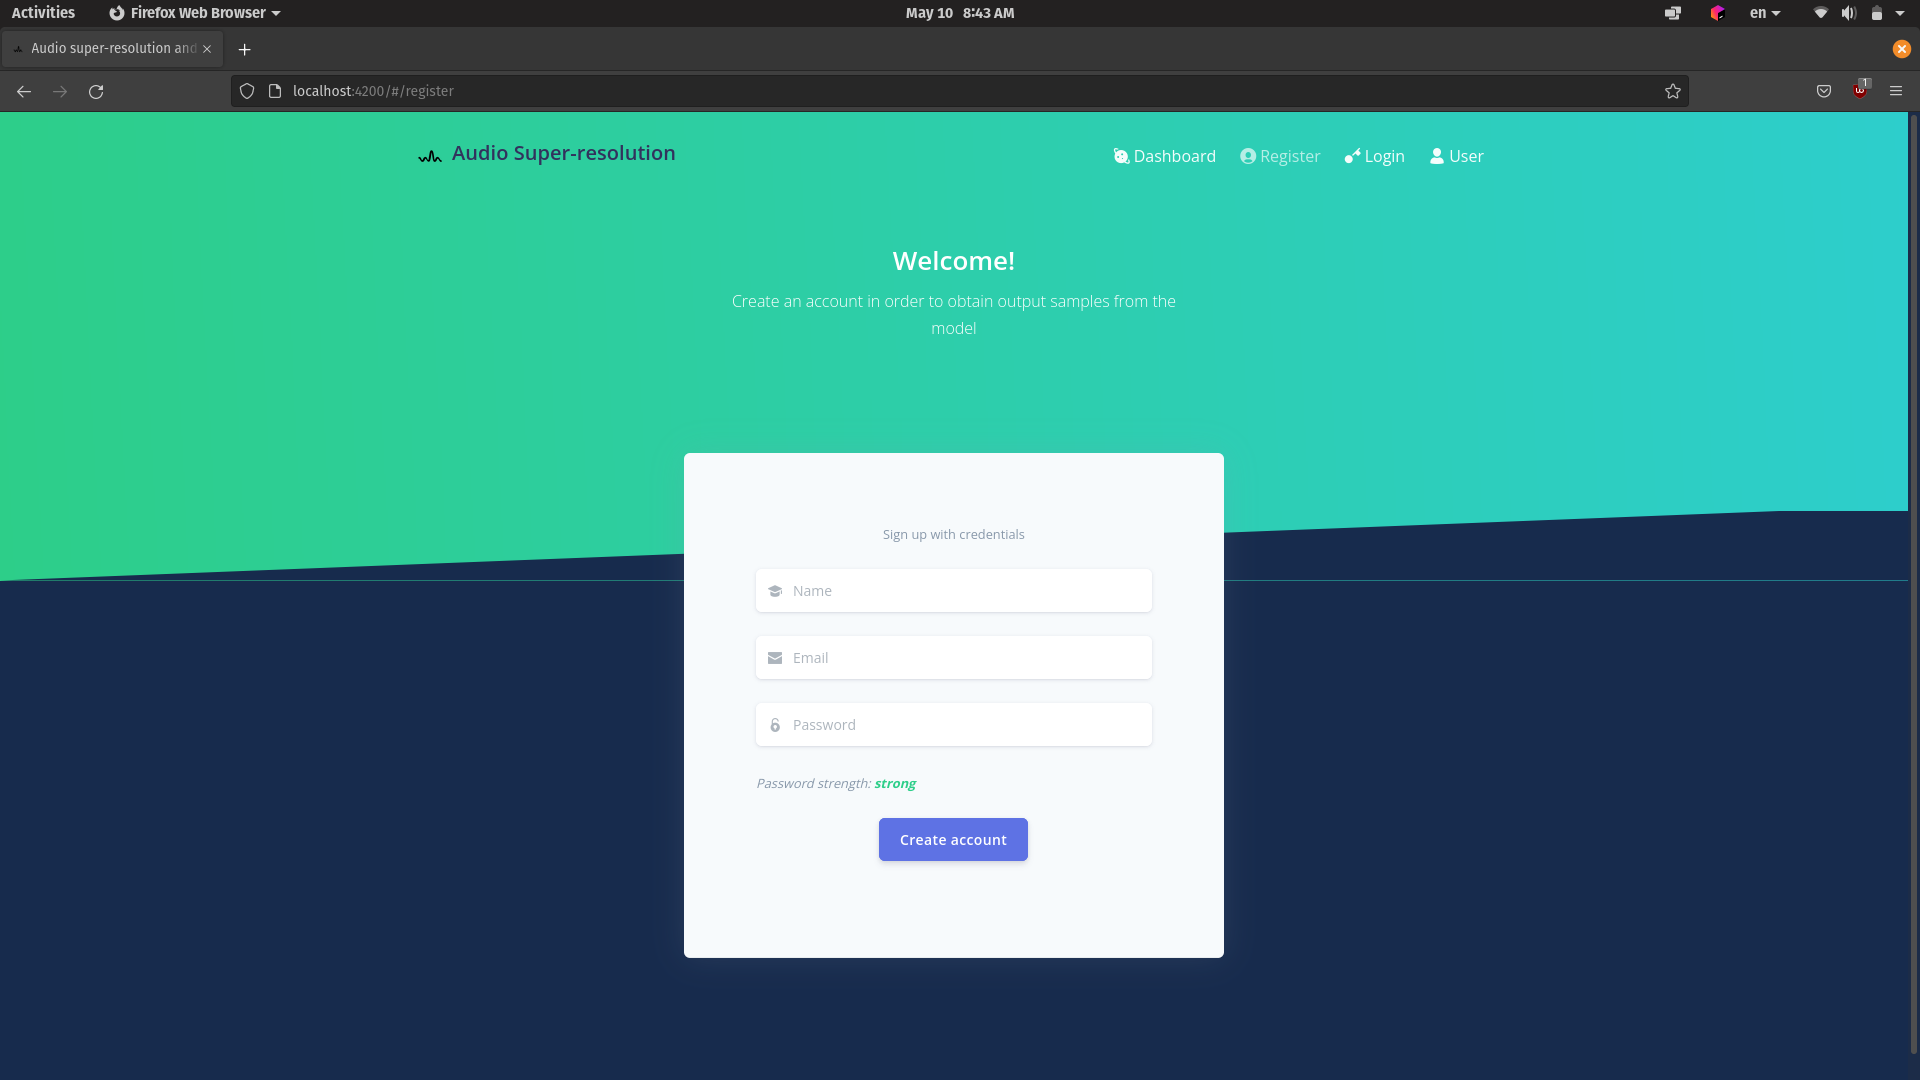 Activities
Firefox Web Browser
May 10 8:43 AM
en
Audio super-resolution and
localhost:4200/#/register
1
Audio Super-resolution
Dashboard
Register
Login
User
Welcome!
Create an account in order to obtain output samples from the
model
Sign up with credentials
Name
Email
Password
Password strength: strong
Create account